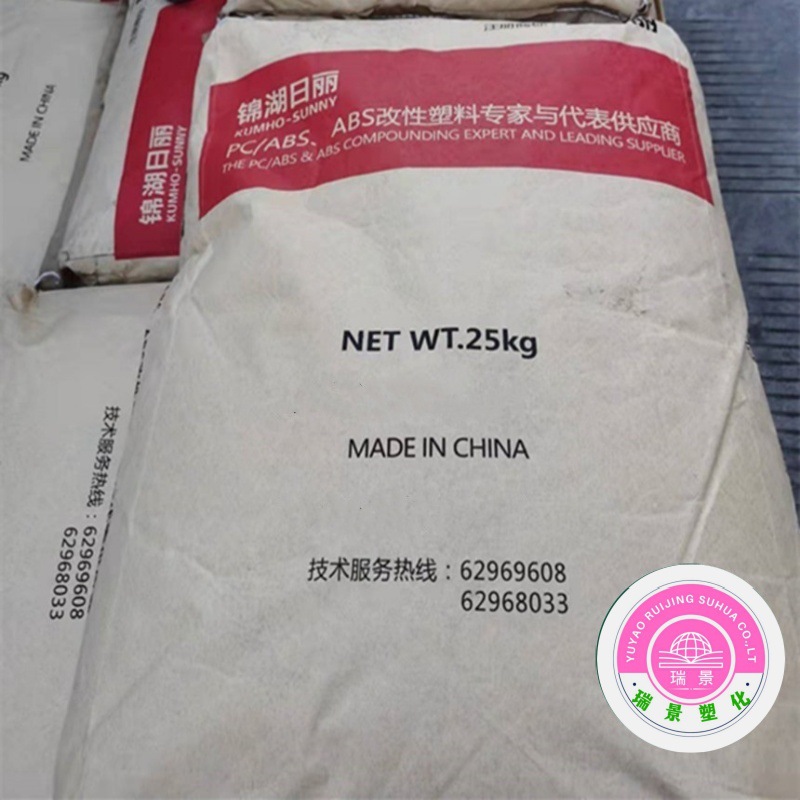 锦湖日丽
KUMHO-SUNNY
PC/ABS、ABS改性塑料专家与代表供应商
THE PC/ABS & ABS COMPOUNDING EXPERT AND LEADING SUPPLIER
NET WT.25kg
MADE IN CHINA
技术服务热线：62969608
62968033
MADE IN CHINA
锦湖日丽
KUMHO-SUNNY
技术服务热线：62969608
62968033
YUYAO RUIJING SUHUA CO.,LT
瑞景
·瑞景塑化·